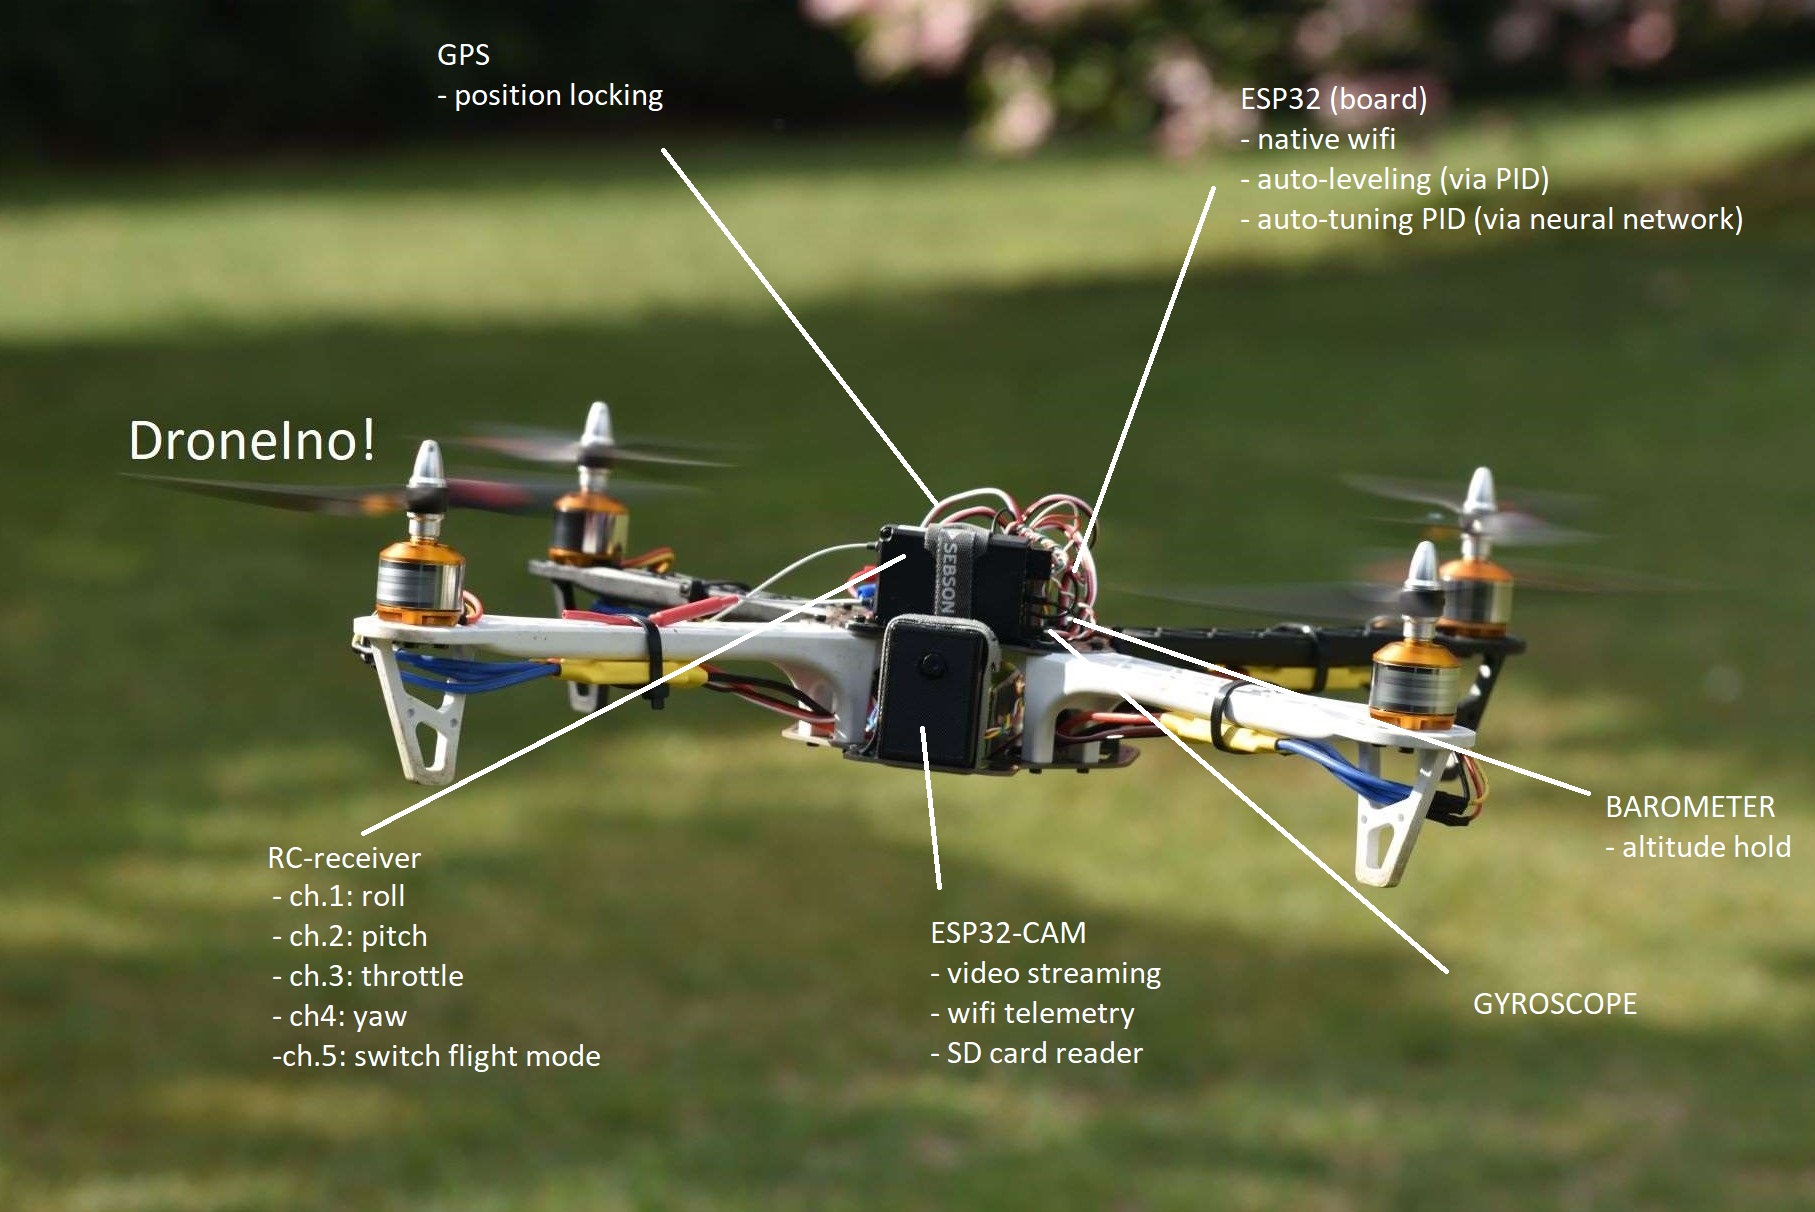 GPS
- position locking
ESP32 (board)
- native wifi
- auto-leveling (via PID)
- auto-tuning PID (via neural network)
DroneIno!
SEBSON
BAROMETER
- altitude hold
RC-receiver
- ch.1: roll
- ch.2: pitch
- ch.3: throttle
- ch4: yaw
-ch.5: switch flight mode
ESP32-CAM
- video streaming
- wifi telemetry
- SD card reader
GYROSCOPE